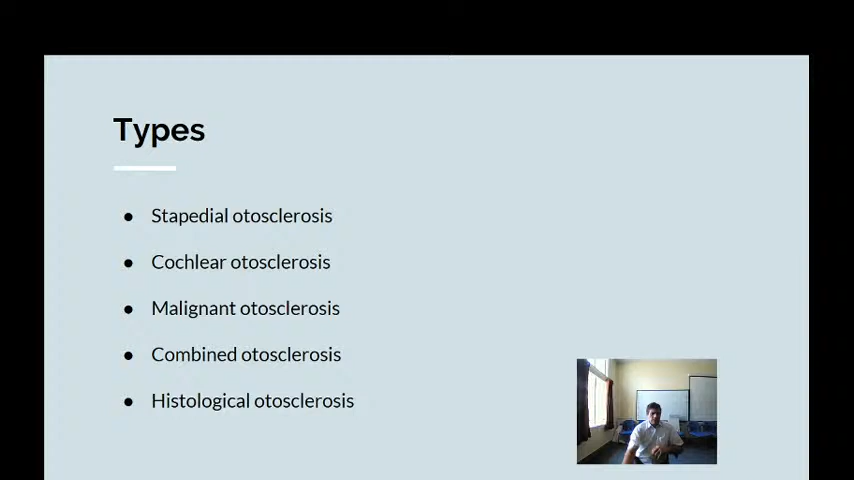 Types
● Stapedial otosclerosis
● Cochlear otosclerosis
● Malignant otosclerosis
● Combined otosclerosis
● Histological otosclerosis